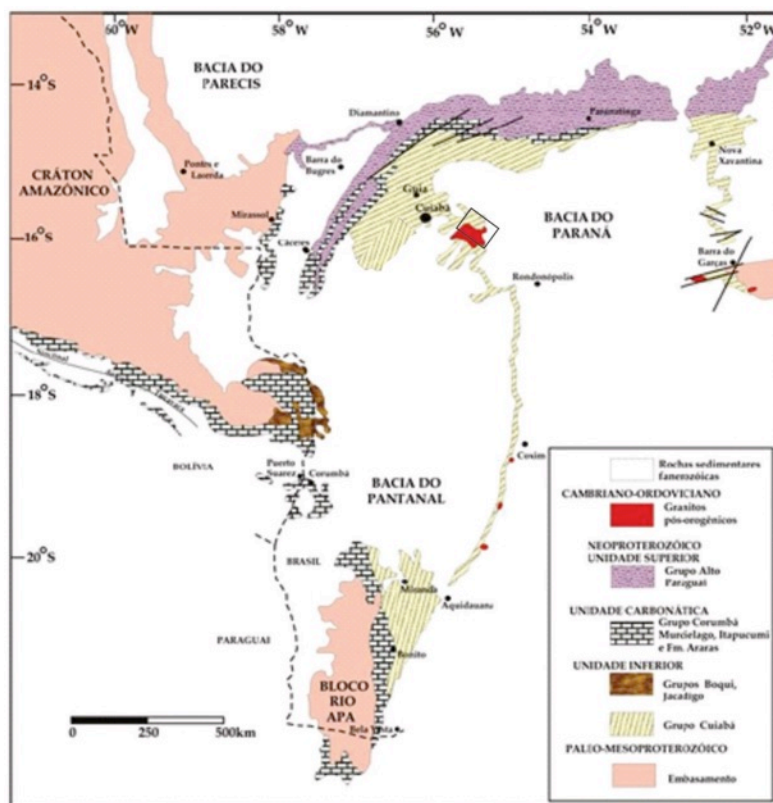 60°W
58°
56°
54°
52°W
14°S
16°S
18°S
20°S
BACIA DO
PARECIS
Diamantino
Paranatinga
Nova
Xavantina
Pontes e
Lacerda
Barra do
Bugres
CRÁTON
AMAZÔNICO
Mirassol
Guia
Cuiabá
BACIA DO
PARANÁ
Cáceres
Rondonópolis
Barra do
Garças
BOLÍVIA
Puerto
Suarez
Corumbá
BACIA DO
PANTANAL
Coxim
BRASIL
Miranda
Aquidauana
PARAGUAI
Bonito
BLOCO
RIO
APA
Bela Vista
0
250
500km
Rochas sedimentares
fanerozóicas
CAMBRIANO-ORDOVICIANO
Granitos
pós-orogênicos
NEOPROTEROZÓICO
UNIDADE SUPERIOR
Grupo Alto
Paraguai
UNIDADE CARBONÁTICA
Grupo Corumbá
Murcielago, Itapucumi
e Fm. Araras
UNIDADE INFERIOR
Grupos Boqui,
Jacadigo
Grupo Cuiabá
PALEO-MESOPROTEROZÓICO
Embasamento